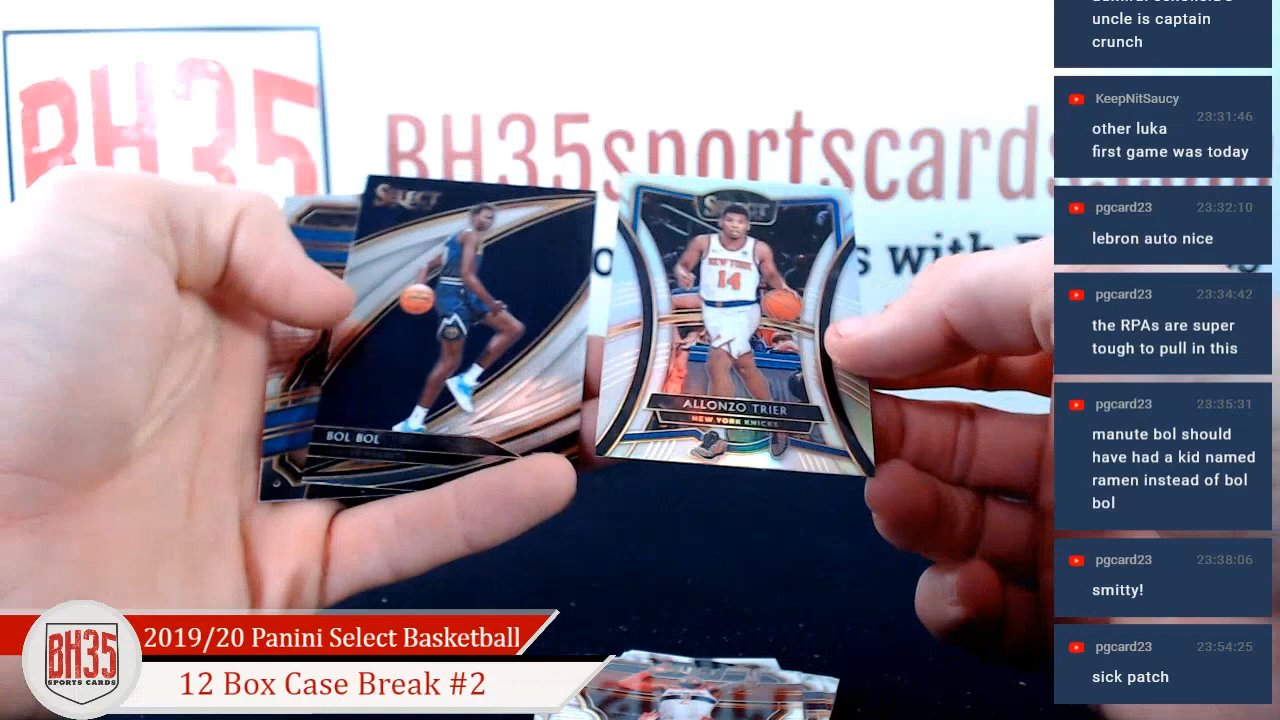 BH35
BH35sportscards
s with
SELECT
SELECT
NEW YORK
14
ALLONZO TRIER
NEW YORK KNICKS
BOL BOL
2019/20 Panini Select Basketball
12 Box Case Break #2
BH35
SPORTS CARDS
uncle is captain
crunch
KeepNitSaucy
23:31:46
other luka
first game was today
pgcard23 23:32:10
lebron auto nice
pgcard23 23:34:42
the RPAs are super
tough to pull in this
pgcard23 23:35:31
manute bol should
have had a kid named
ramen instead of bol
bol
pgcard23 23:38:06
smitty!
pgcard23 23:54:25
sick patch